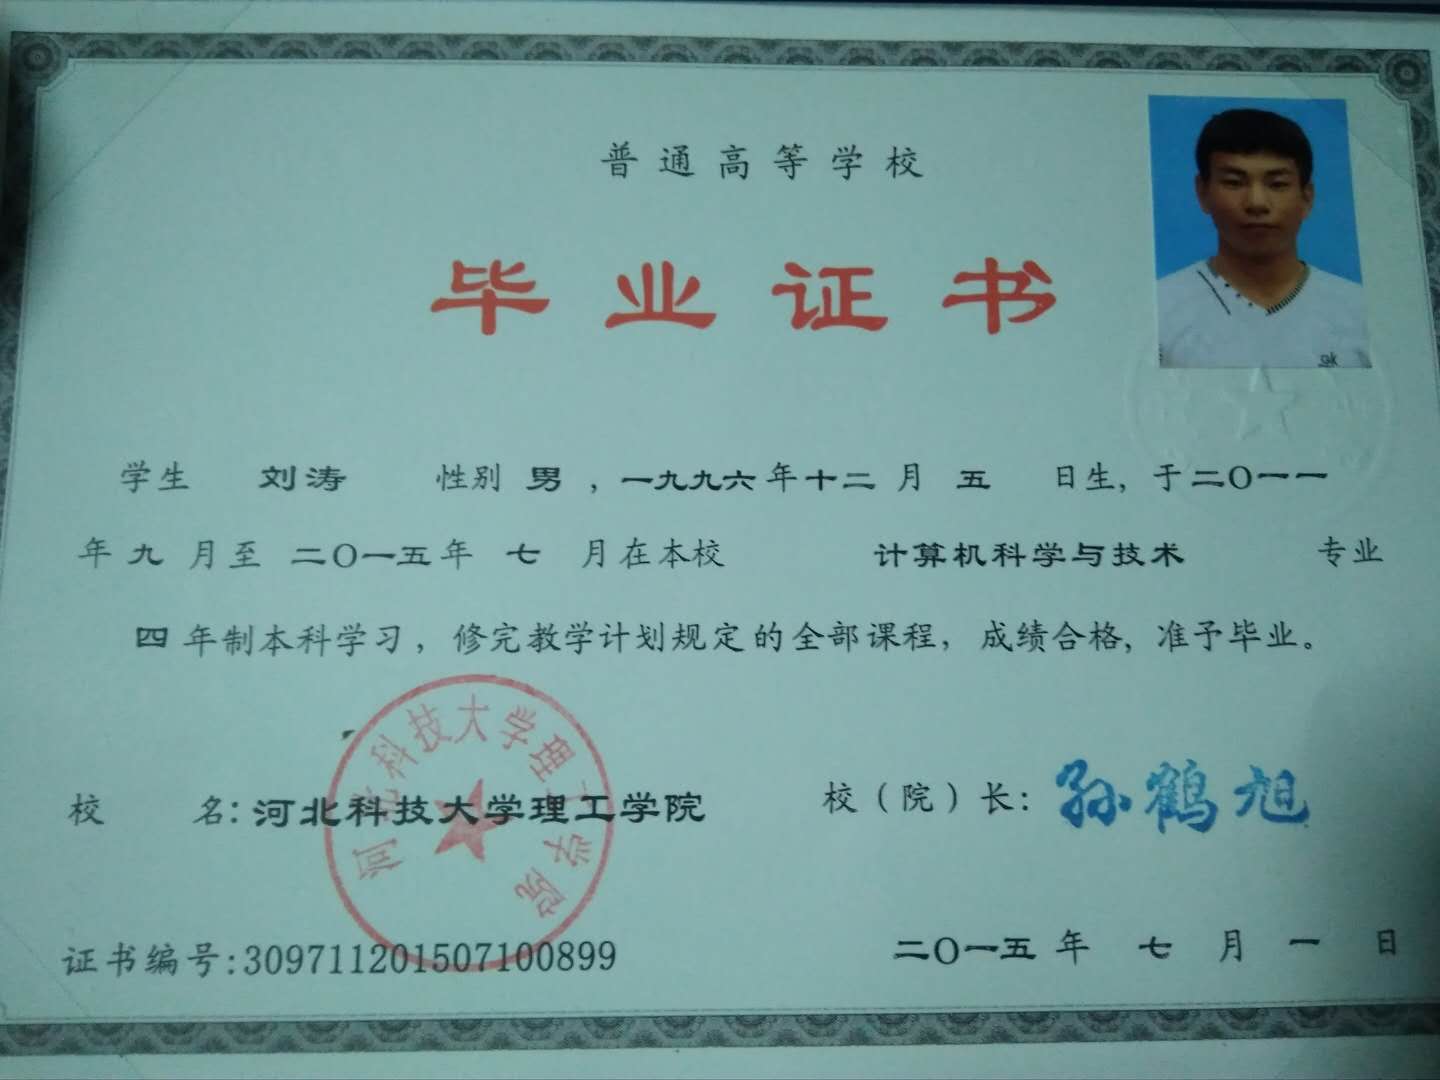 普通高等学校
毕业证书
学生 刘涛 性别 男，一九九六年十二月 五 日生，于二〇一一
年 九 月至 二〇一五年 七 月在本校 计算机科学与技术 专业
四 年制本科学习，修完教学计划规定的全部课程，成绩合格，准予毕业。
河北科技大学理工学院
校 名：河北科技大学理工学院 校（院）长：孙鹤旭
证书编号：309711201507100899 二〇一五年 七 月 一 日